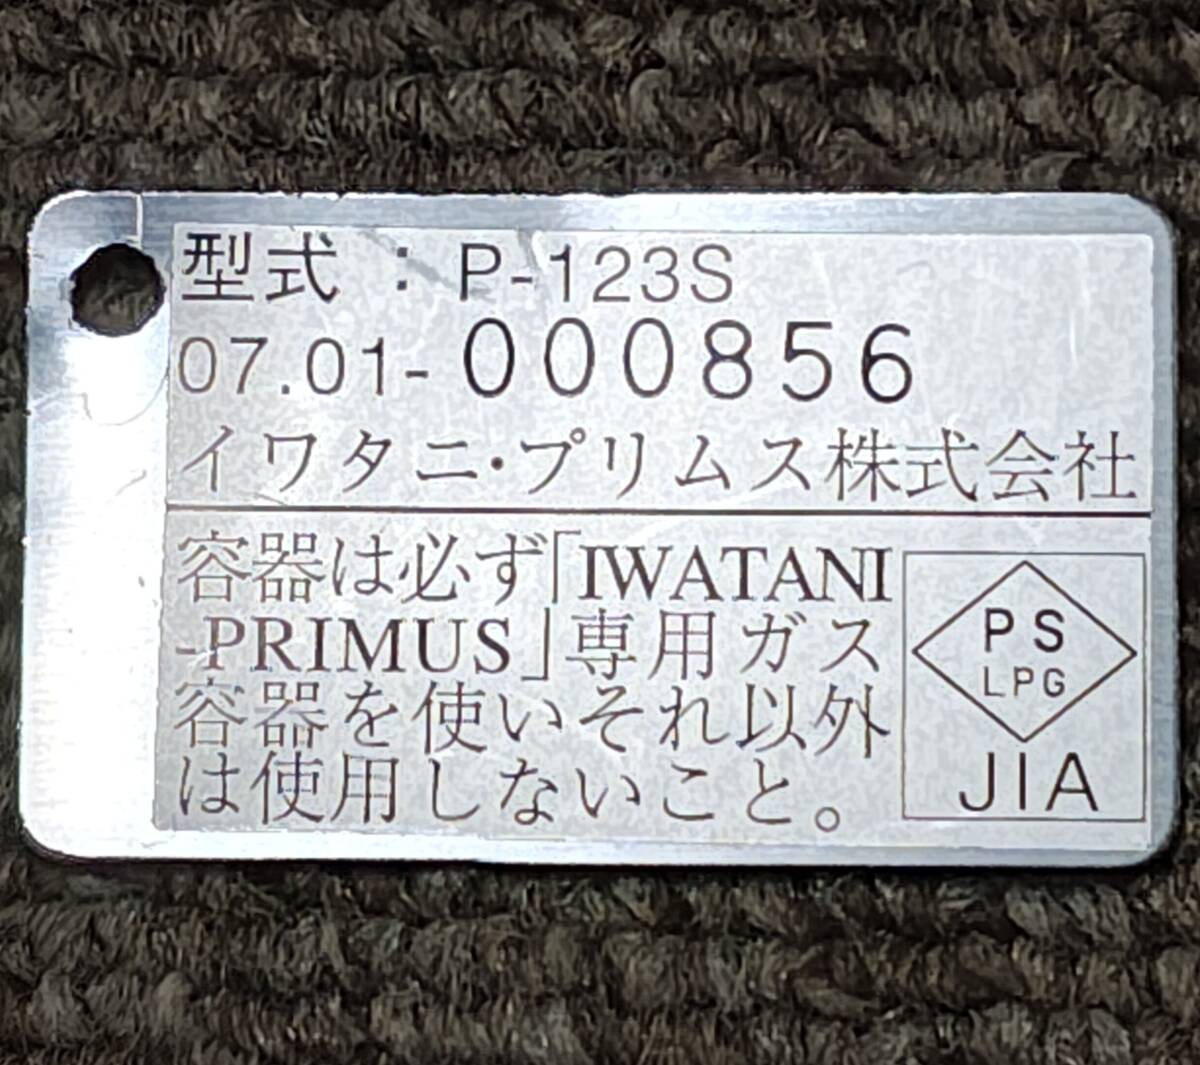 型式：P-123S
07.01-000856
イワタニ・プリムス株式会社
容器は必ず「IWATANI
-PRIMUS」専用ガス
容器を使いそれ以外
は使用しないこと。
PS
LPG
JIA